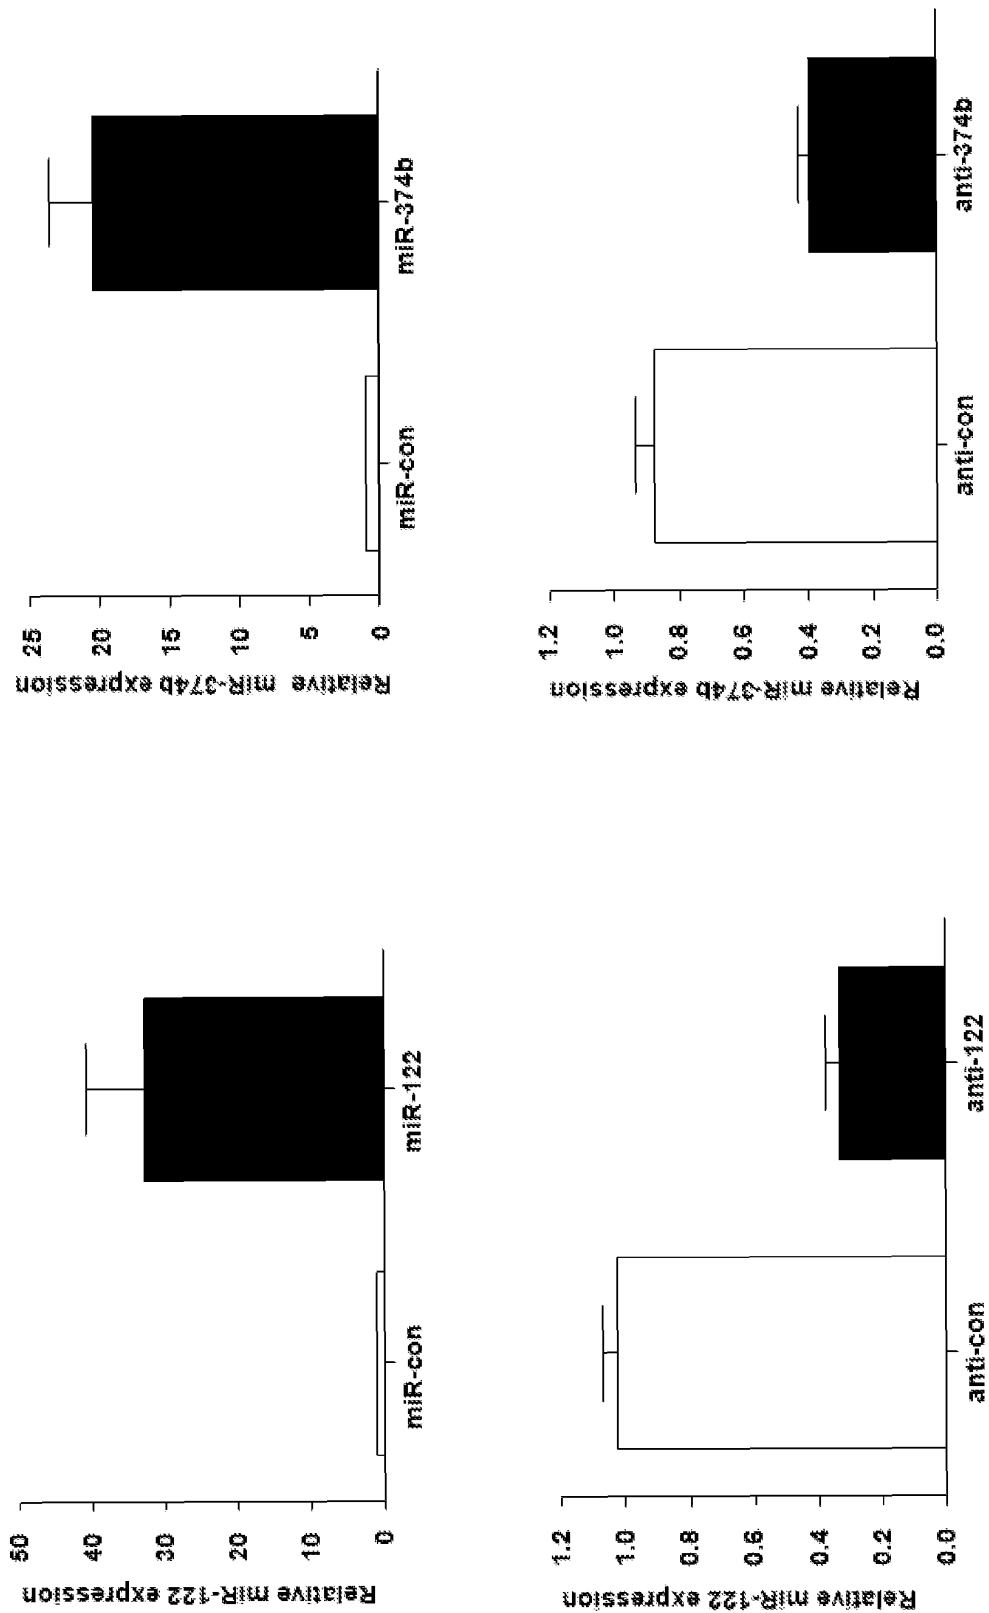 Relative miR-122 expression
50
40
30
20
10
0
miR-con
miR-122
Relative miR-374b expression
25
20
15
10
5
0
miR-con
miR-374b
Relative miR-122 expression
1.2
1.0
0.8
0.6
0.4
0.2
0.0
anti-con
anti-122
Relative miR-374b expression
1.2
1.0
0.8
0.6
0.4
0.2
0.0
anti-con
anti-374b